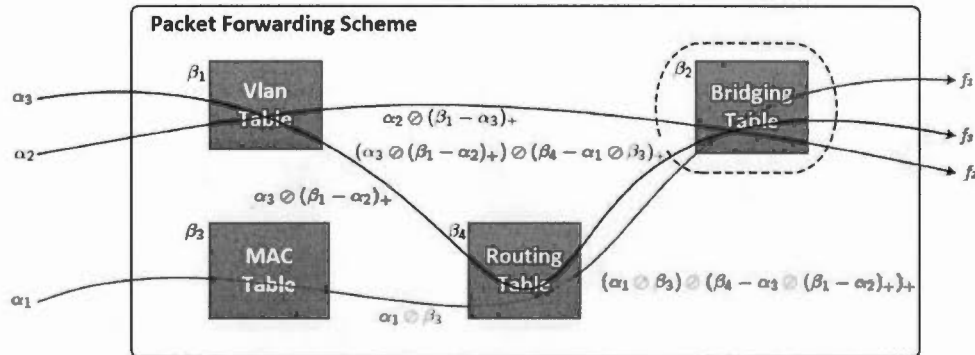 Packet Forwarding Scheme
β₁
Vlan
Table
β₂
Bridging
Table
α₃
α₂
α₂ ⊘ (β₁ − α₃)₊
(α₃ ⊘ (β₁ − α₂)₊) ⊘ (β₄ − α₁ ⊘ β₃)₊
α₃ ⊘ (β₁ − α₂)₊
f₃
f₂
β₃
MAC
Table
β₄
Routing
Table
α₁
α₁ ⊘ β₃
(α₁ ⊘ β₃) ⊘ (β₄ − α₃ ⊘ (β₁ − α₂)₊)₊